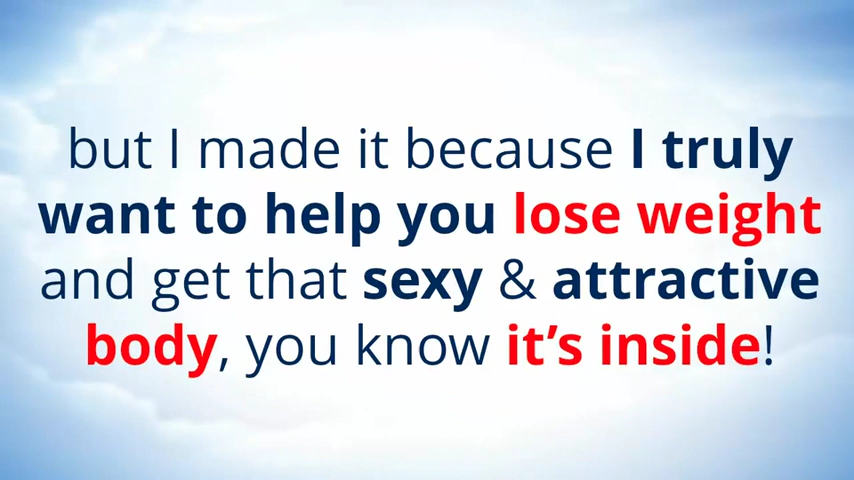 but I made it because I truly
want to help you lose weight
and get that sexy & attractive
body, you know it’s inside!